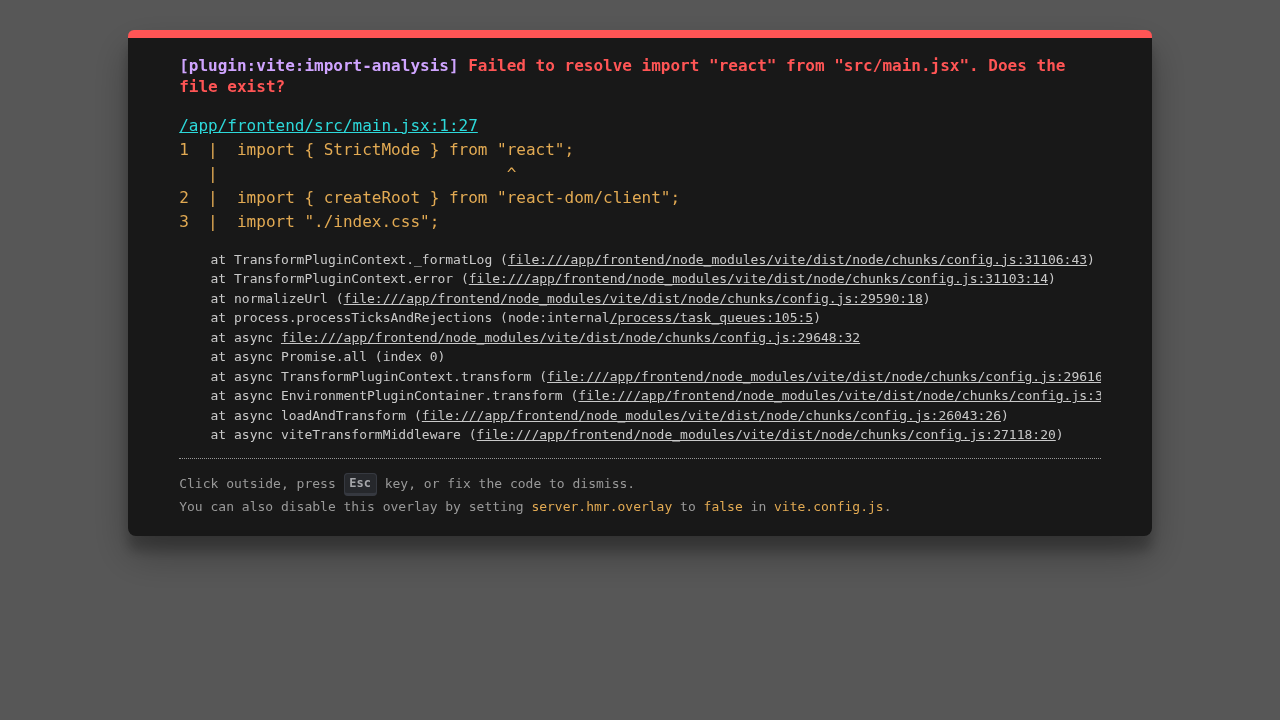 [plugin:vite:import-analysis] Failed to resolve import "react" from "src/main.jsx". Does the
file exist?
/app/frontend/src/main.jsx:1:27
1  |  import { StrictMode } from "react";
   |                              ^
2  |  import { createRoot } from "react-dom/client";
3  |  import "./index.css";
    at TransformPluginContext._formatLog (file:///app/frontend/node_modules/vite/dist/node/chunks/config.js:31106:43)
    at TransformPluginContext.error (file:///app/frontend/node_modules/vite/dist/node/chunks/config.js:31103:14)
    at normalizeUrl (file:///app/frontend/node_modules/vite/dist/node/chunks/config.js:29590:18)
    at process.processTicksAndRejections (node:internal/process/task_queues:105:5)
    at async file:///app/frontend/node_modules/vite/dist/node/chunks/config.js:29648:32
    at async Promise.all (index 0)
    at async TransformPluginContext.transform (file:///app/frontend/node_modules/vite/dist/node/chunks/config.js:29616
    at async EnvironmentPluginContainer.transform (file:///app/frontend/node_modules/vite/dist/node/chunks/config.js:3
    at async loadAndTransform (file:///app/frontend/node_modules/vite/dist/node/chunks/config.js:26043:26)
    at async viteTransformMiddleware (file:///app/frontend/node_modules/vite/dist/node/chunks/config.js:27118:20)
Click outside, press Esc key, or fix the code to dismiss.
You can also disable this overlay by setting server.hmr.overlay to false in vite.config.js.